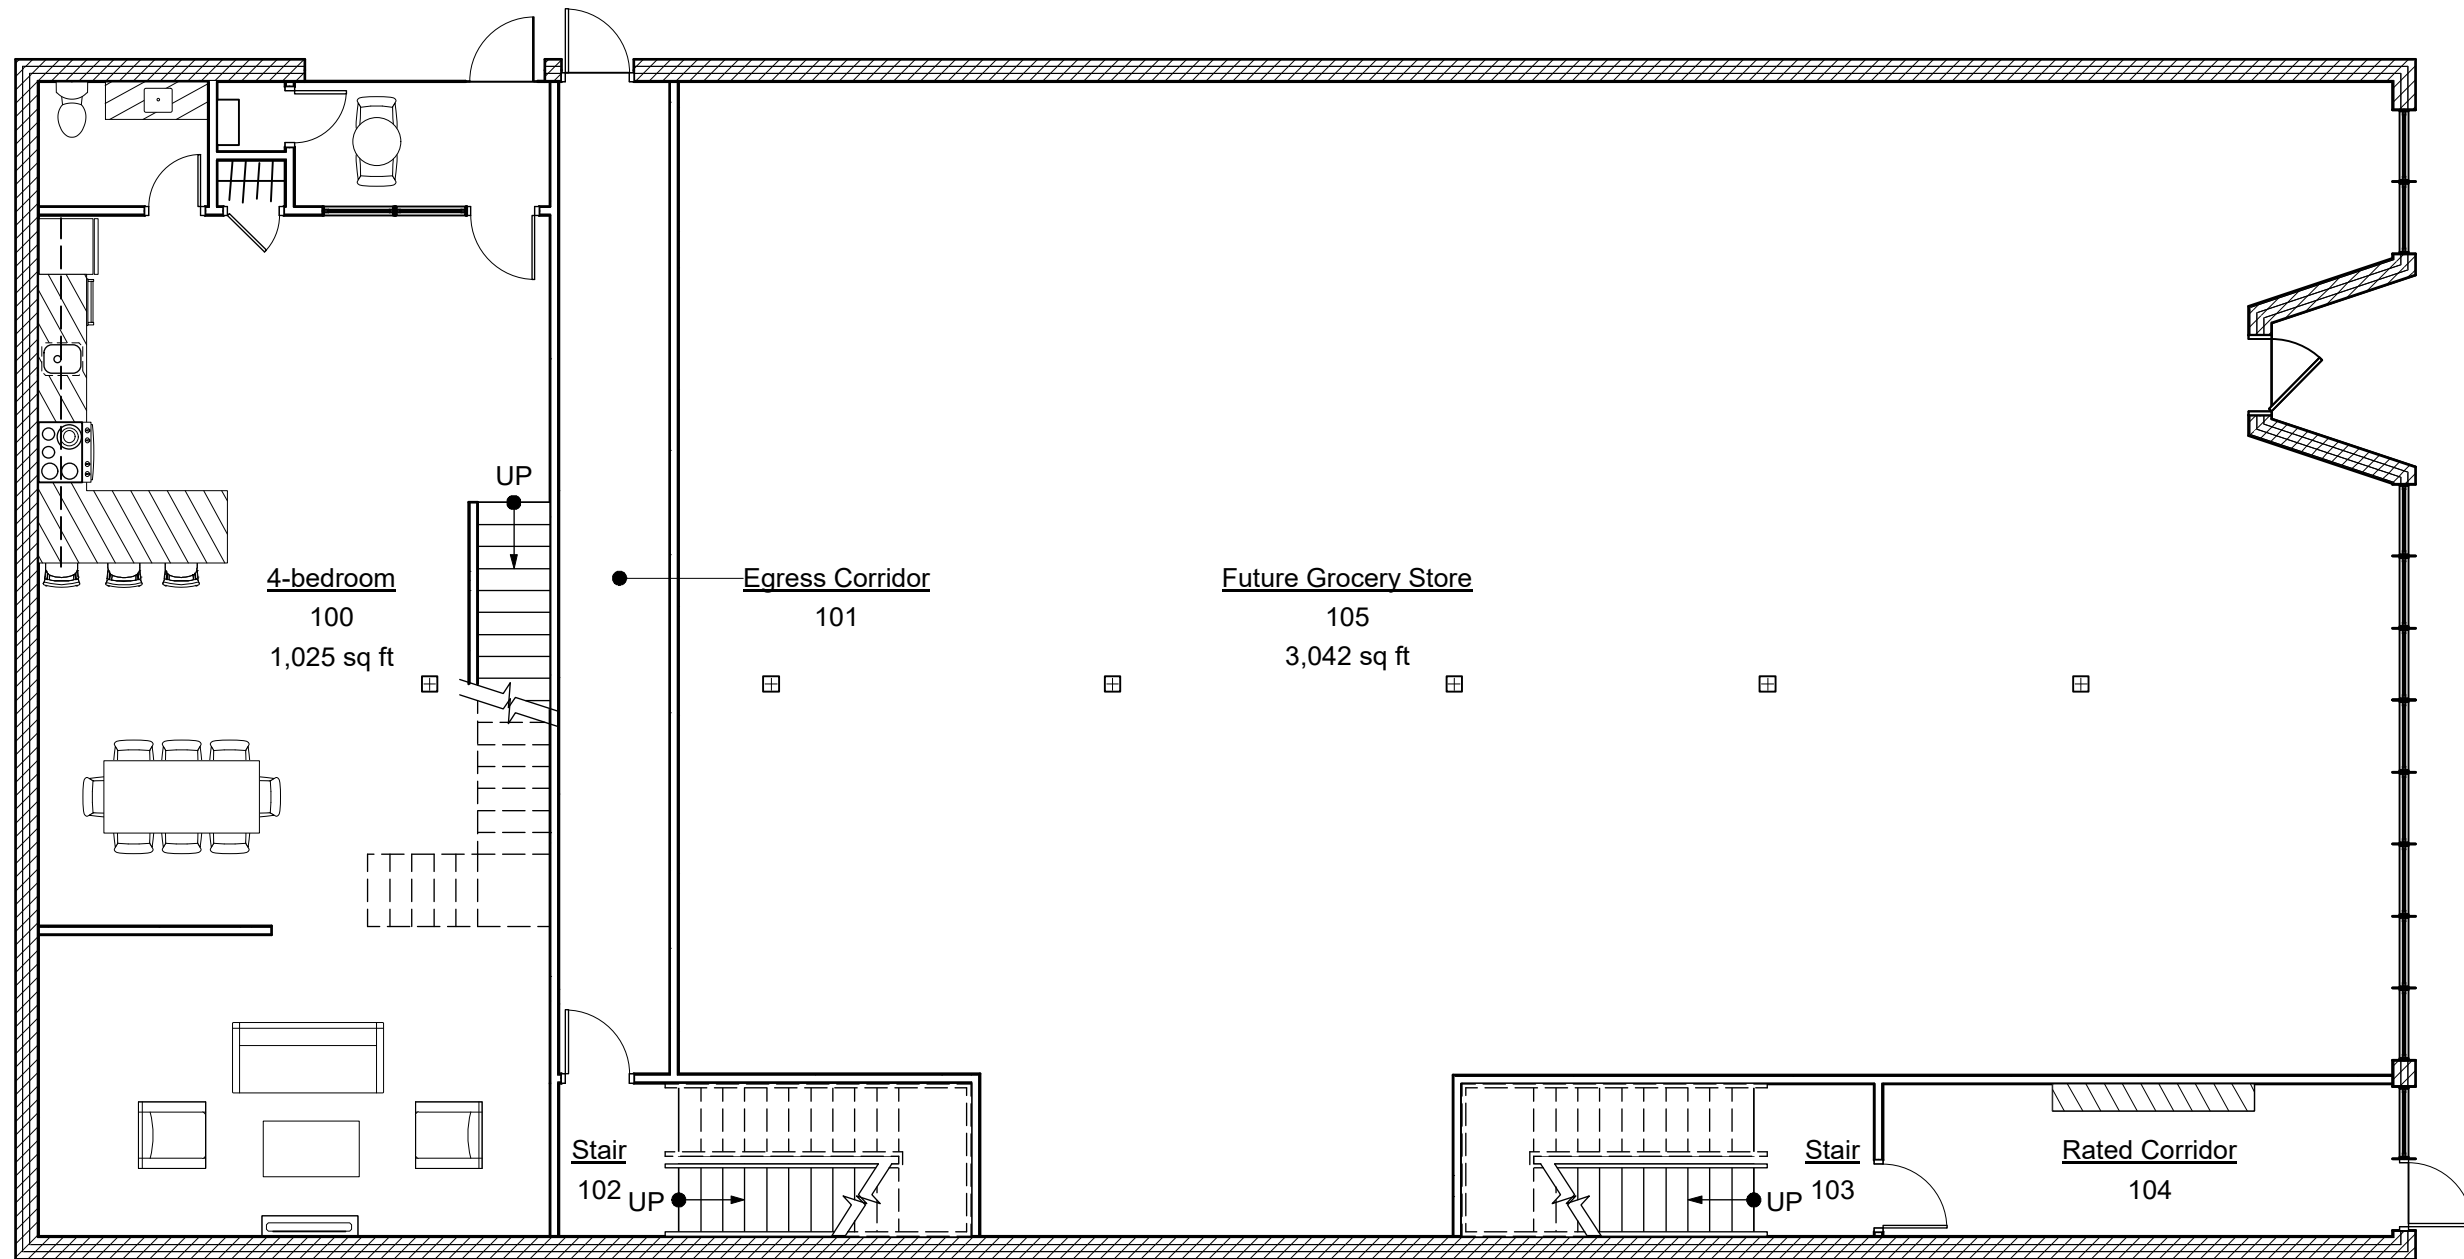 UP
4-bedroom
100
1,025 sq ft
Egress Corridor
101
Future Grocery Store
105
3,042 sq ft
Stair
102
UP
UP
Stair
103
Rated Corridor
104